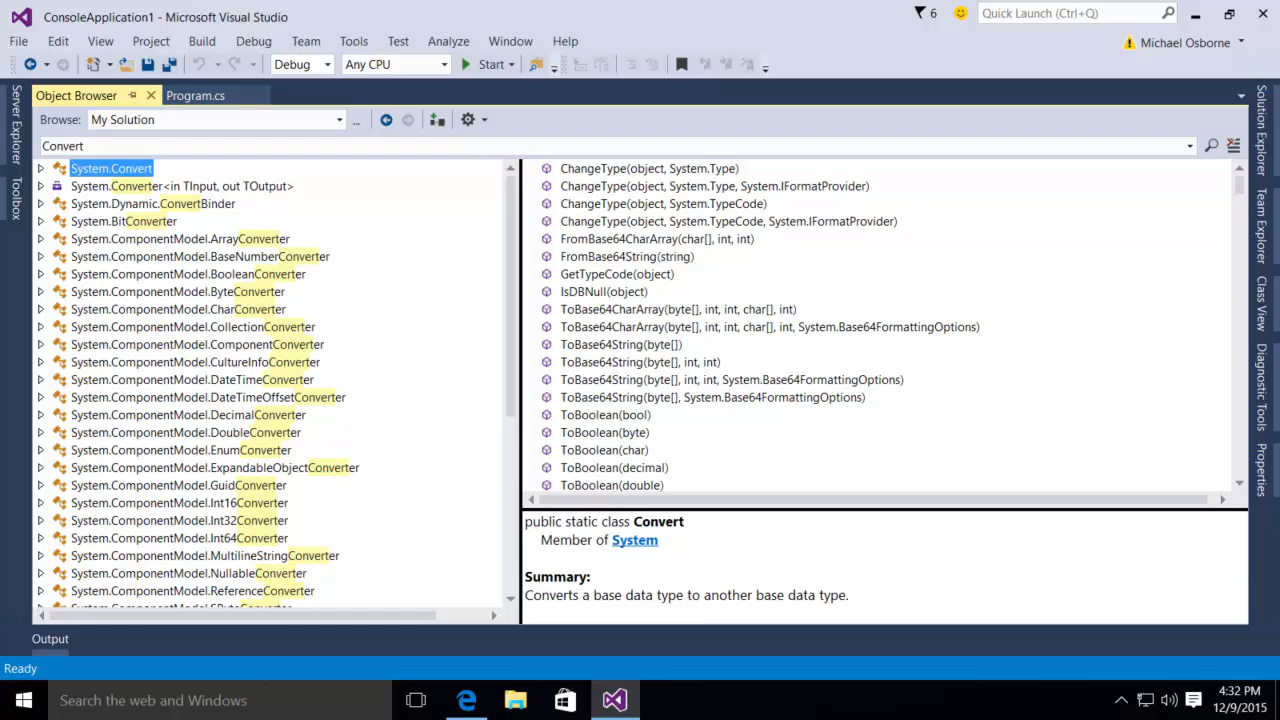 ConsoleApplication1 - Microsoft Visual Studio
6
Quick Launch (Ctrl+Q)
File Edit View Project Build Debug Team Tools Test Analyze Window Help
Michael Osborne
Debug Any CPU Start
Object Browser Program.cs
Browse: My Solution ...
Convert
System.Convert
System.Converter<in TInput, out TOutput>
System.Dynamic.ConvertBinder
System.BitConverter
System.ComponentModel.ArrayConverter
System.ComponentModel.BaseNumberConverter
System.ComponentModel.BooleanConverter
System.ComponentModel.ByteConverter
System.ComponentModel.CharConverter
System.ComponentModel.CollectionConverter
System.ComponentModel.ComponentConverter
System.ComponentModel.CultureInfoConverter
System.ComponentModel.DateTimeConverter
System.ComponentModel.DateTimeOffsetConverter
System.ComponentModel.DecimalConverter
System.ComponentModel.DoubleConverter
System.ComponentModel.EnumConverter
System.ComponentModel.ExpandableObjectConverter
System.ComponentModel.GuidConverter
System.ComponentModel.Int16Converter
System.ComponentModel.Int32Converter
System.ComponentModel.Int64Converter
System.ComponentModel.MultilineStringConverter
System.ComponentModel.NullableConverter
System.ComponentModel.ReferenceConverter
System.ComponentModel.SByteConverter
ChangeType(object, System.Type)
ChangeType(object, System.Type, System.IFormatProvider)
ChangeType(object, System.TypeCode)
ChangeType(object, System.TypeCode, System.IFormatProvider)
FromBase64CharArray(char[], int, int)
FromBase64String(string)
GetTypeCode(object)
IsDBNull(object)
ToBase64CharArray(byte[], int, int, char[], int)
ToBase64CharArray(byte[], int, int, char[], int, System.Base64FormattingOptions)
ToBase64String(byte[])
ToBase64String(byte[], int, int)
ToBase64String(byte[], int, int, System.Base64FormattingOptions)
ToBase64String(byte[], System.Base64FormattingOptions)
ToBoolean(bool)
ToBoolean(byte)
ToBoolean(char)
ToBoolean(decimal)
ToBoolean(double)
public static class Convert
Member of System
Summary:
Converts a base data type to another base data type.
Server Explorer
Toolbox
Solution Explorer
Team Explorer
Class View
Diagnostic Tools
Properties
Output
Ready
Search the web and Windows
4:32 PM
12/9/2015